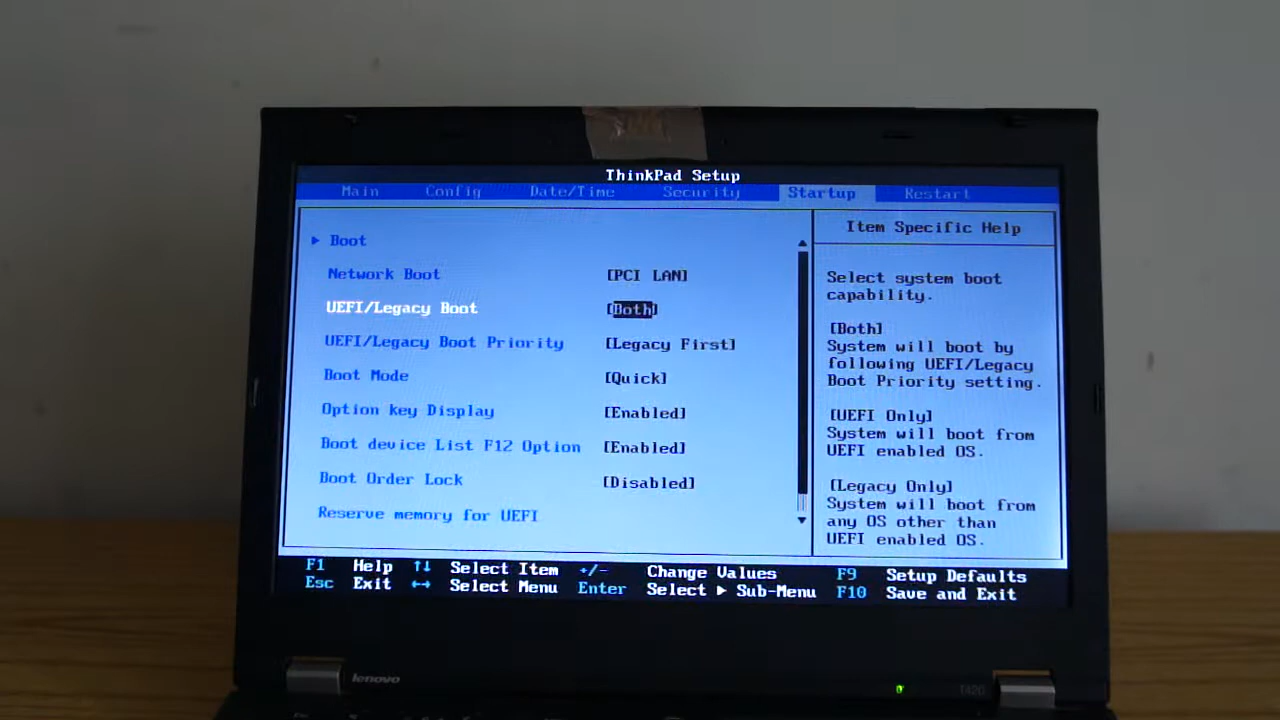 ThinkPad Setup
Main Config Date/Time Security Startup Restart
Boot
Network Boot [PCI LAN]
UEFI/Legacy Boot [Both]
UEFI/Legacy Boot Priority [Legacy First]
Boot Mode [Quick]
Option key Display [Enabled]
Boot device List F12 Option [Enabled]
Boot Order Lock [Disabled]
Reserve memory for UEFI
Item Specific Help
Select system boot
capability.
[Both]
System will boot by
following UEFI/Legacy
Boot Priority setting.
[UEFI Only]
System will boot from
UEFI enabled OS.
[Legacy Only]
System will boot from
any OS other than
UEFI enabled OS.
F1 Help ↑↓ Select Item +/- Change Values F9 Setup Defaults
Esc Exit ←→ Select Menu Enter Select ▶ Sub-Menu F10 Save and Exit
lenovo T420